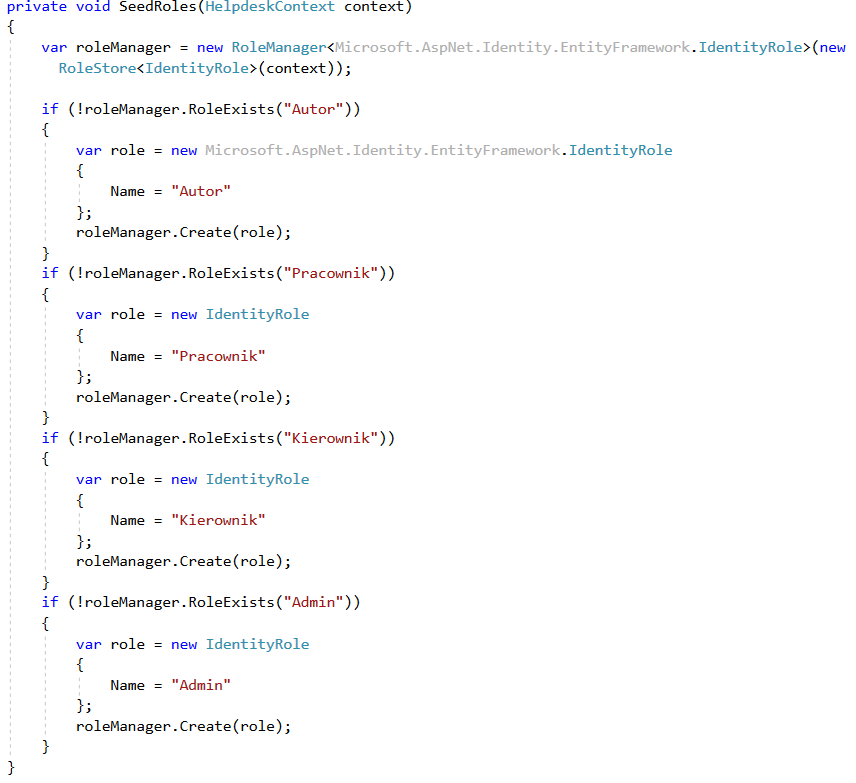 private void SeedRoles(HelpdeskContext context)
{
    var roleManager = new RoleManager<Microsoft.AspNet.Identity.EntityFramework.IdentityRole>(new
      RoleStore<IdentityRole>(context));

    if (!roleManager.RoleExists("Autor"))
    {
        var role = new Microsoft.AspNet.Identity.EntityFramework.IdentityRole
        {
            Name = "Autor"
        };
        roleManager.Create(role);
    }
    if (!roleManager.RoleExists("Pracownik"))
    {
        var role = new IdentityRole
        {
            Name = "Pracownik"
        };
        roleManager.Create(role);
    }
    if (!roleManager.RoleExists("Kierownik"))
    {
        var role = new IdentityRole
        {
            Name = "Kierownik"
        };
        roleManager.Create(role);
    }
    if (!roleManager.RoleExists("Admin"))
    {
        var role = new IdentityRole
        {
            Name = "Admin"
        };
        roleManager.Create(role);
    }
}